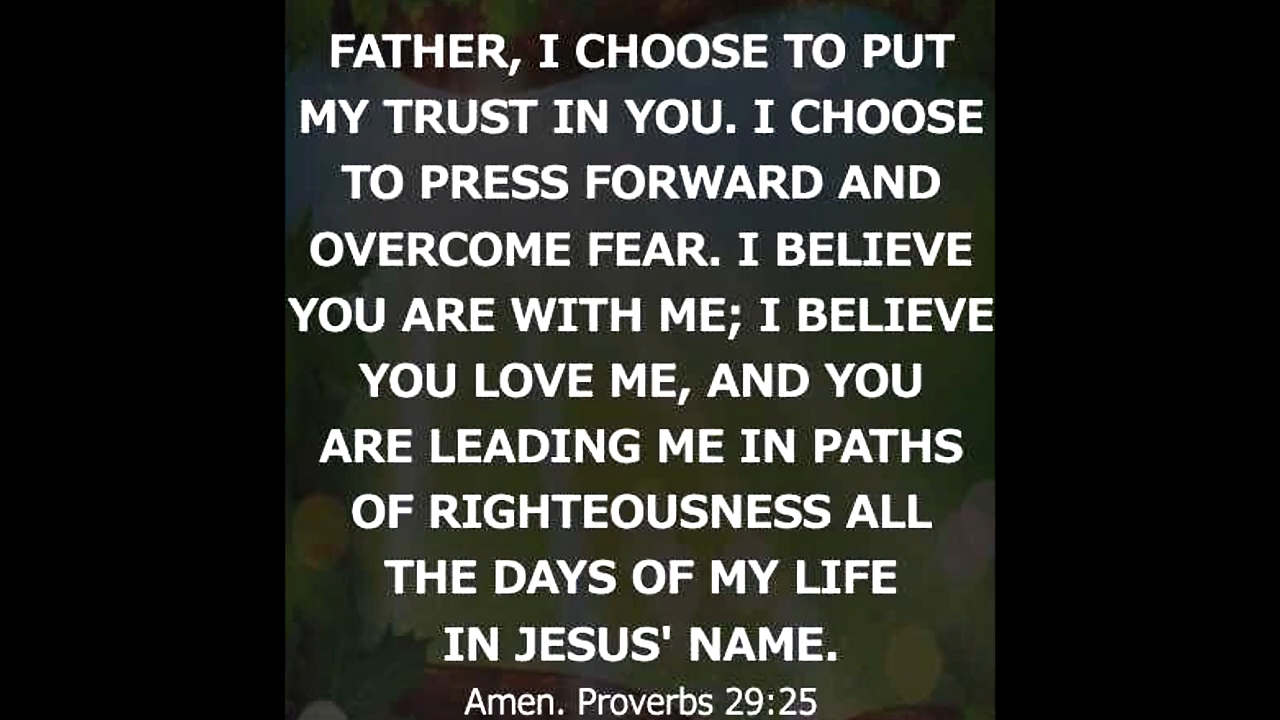 FATHER, I CHOOSE TO PUT
MY TRUST IN YOU. I CHOOSE
TO PRESS FORWARD AND
OVERCOME FEAR. I BELIEVE
YOU ARE WITH ME; I BELIEVE
YOU LOVE ME, AND YOU
ARE LEADING ME IN PATHS
OF RIGHTEOUSNESS ALL
THE DAYS OF MY LIFE
IN JESUS' NAME.
Amen. Proverbs 29:25